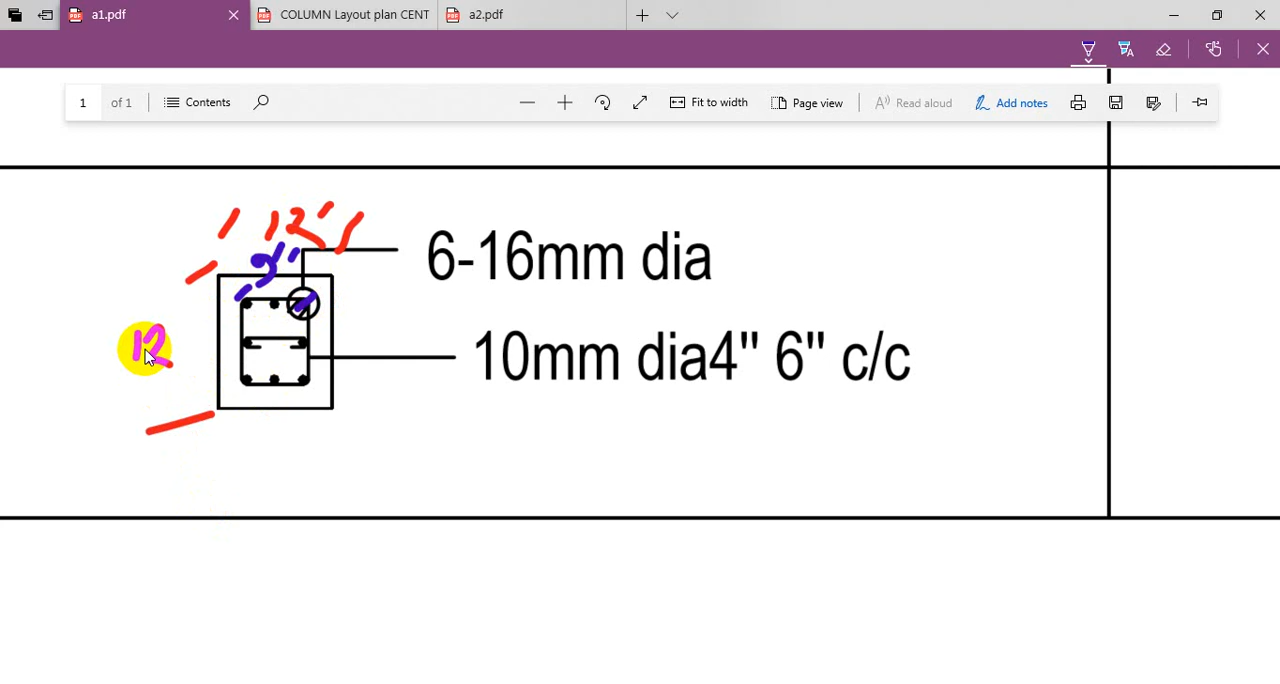 a1.pdf
COLUMN Layout plan CENT
a2.pdf
1 of 1
Contents
Fit to width
Page view
Read aloud
Add notes
12"
9"
6-16mm dia
12
10mm dia4" 6" c/c